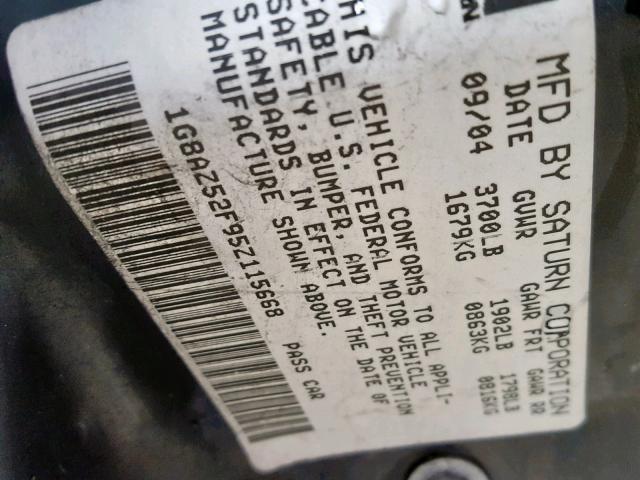 MFD BY SATURN CORPORATION
DATE GVWR GAWR FRT GAWR RR
09/04 3700LB 1902LB 1798LB
1679KG 0863KG 0816KG
THIS VEHICLE CONFORMS TO ALL APPLI-
CABLE U.S. FEDERAL MOTOR VEHICLE
SAFETY, BUMPER, AND THEFT PREVENTION
STANDARDS IN EFFECT ON THE DATE OF
MANUFACTURE SHOWN ABOVE.
1G8AZ52F95Z115668 PASS CAR